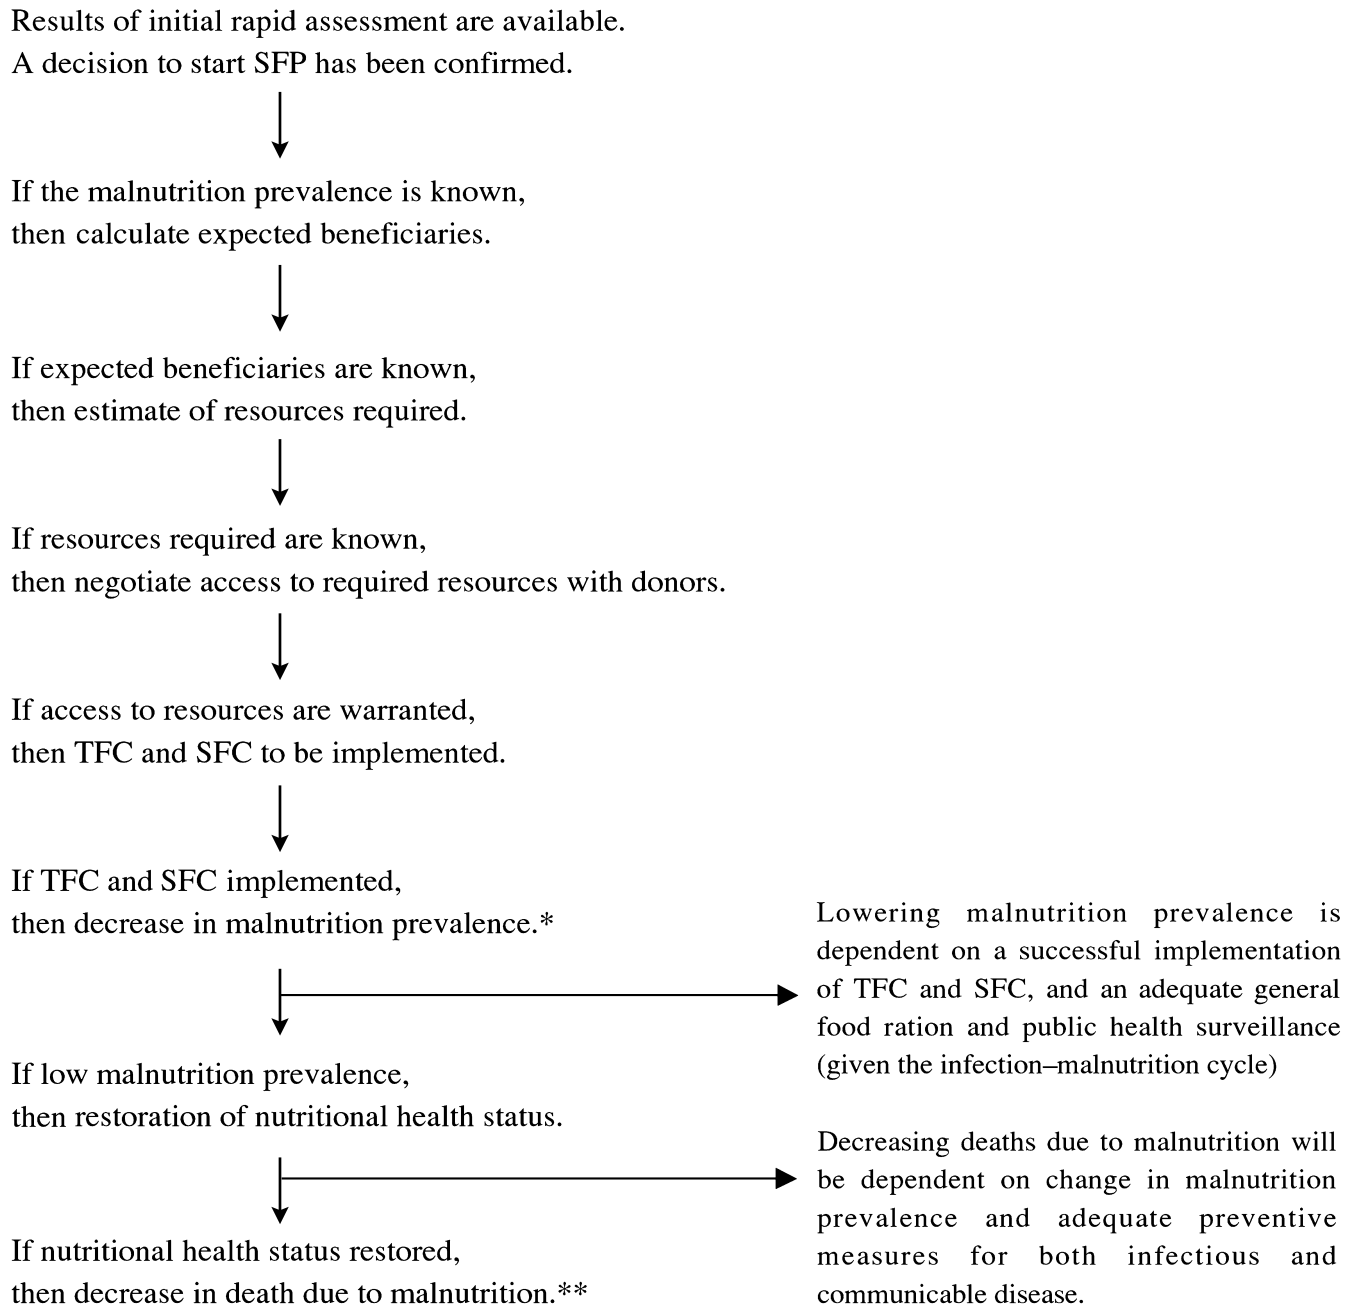 Results of initial rapid assessment are available.
A decision to start SFP has been confirmed.
If the malnutrition prevalence is known,
then calculate expected beneficiaries.
If expected beneficiaries are known,
then estimate of resources required.
If resources required are known,
then negotiate access to required resources with donors.
If access to resources are warranted,
then TFC and SFC to be implemented.
If TFC and SFC implemented,
then decrease in malnutrition prevalence.*
Lowering malnutrition prevalence is
dependent on a successful implementation
of TFC and SFC, and an adequate general
food ration and public health surveillance
(given the infection–malnutrition cycle)
If low malnutrition prevalence,
then restoration of nutritional health status.
Decreasing deaths due to malnutrition will
be dependent on change in malnutrition
prevalence and adequate preventive
measures for both infectious and
communicable disease.
If nutritional health status restored,
then decrease in death due to malnutrition.**